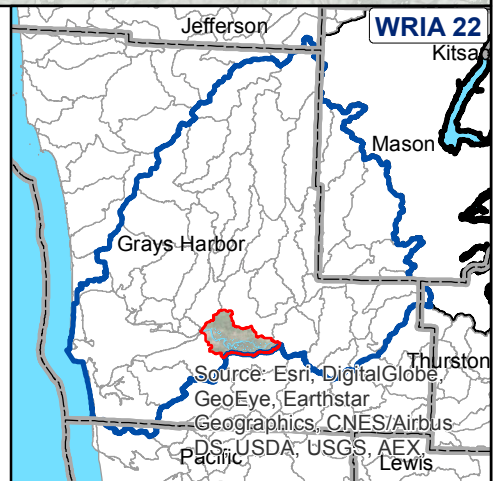 Jefferson
WRIA 22
Kitsap
Mason
Grays Harbor
Thurston
Source: Esri, DigitalGlobe,
GeoEye, Earthstar
Geographics, CNES/Airbus
DS, USDA, USGS, AEX,
Pacific
Lewis